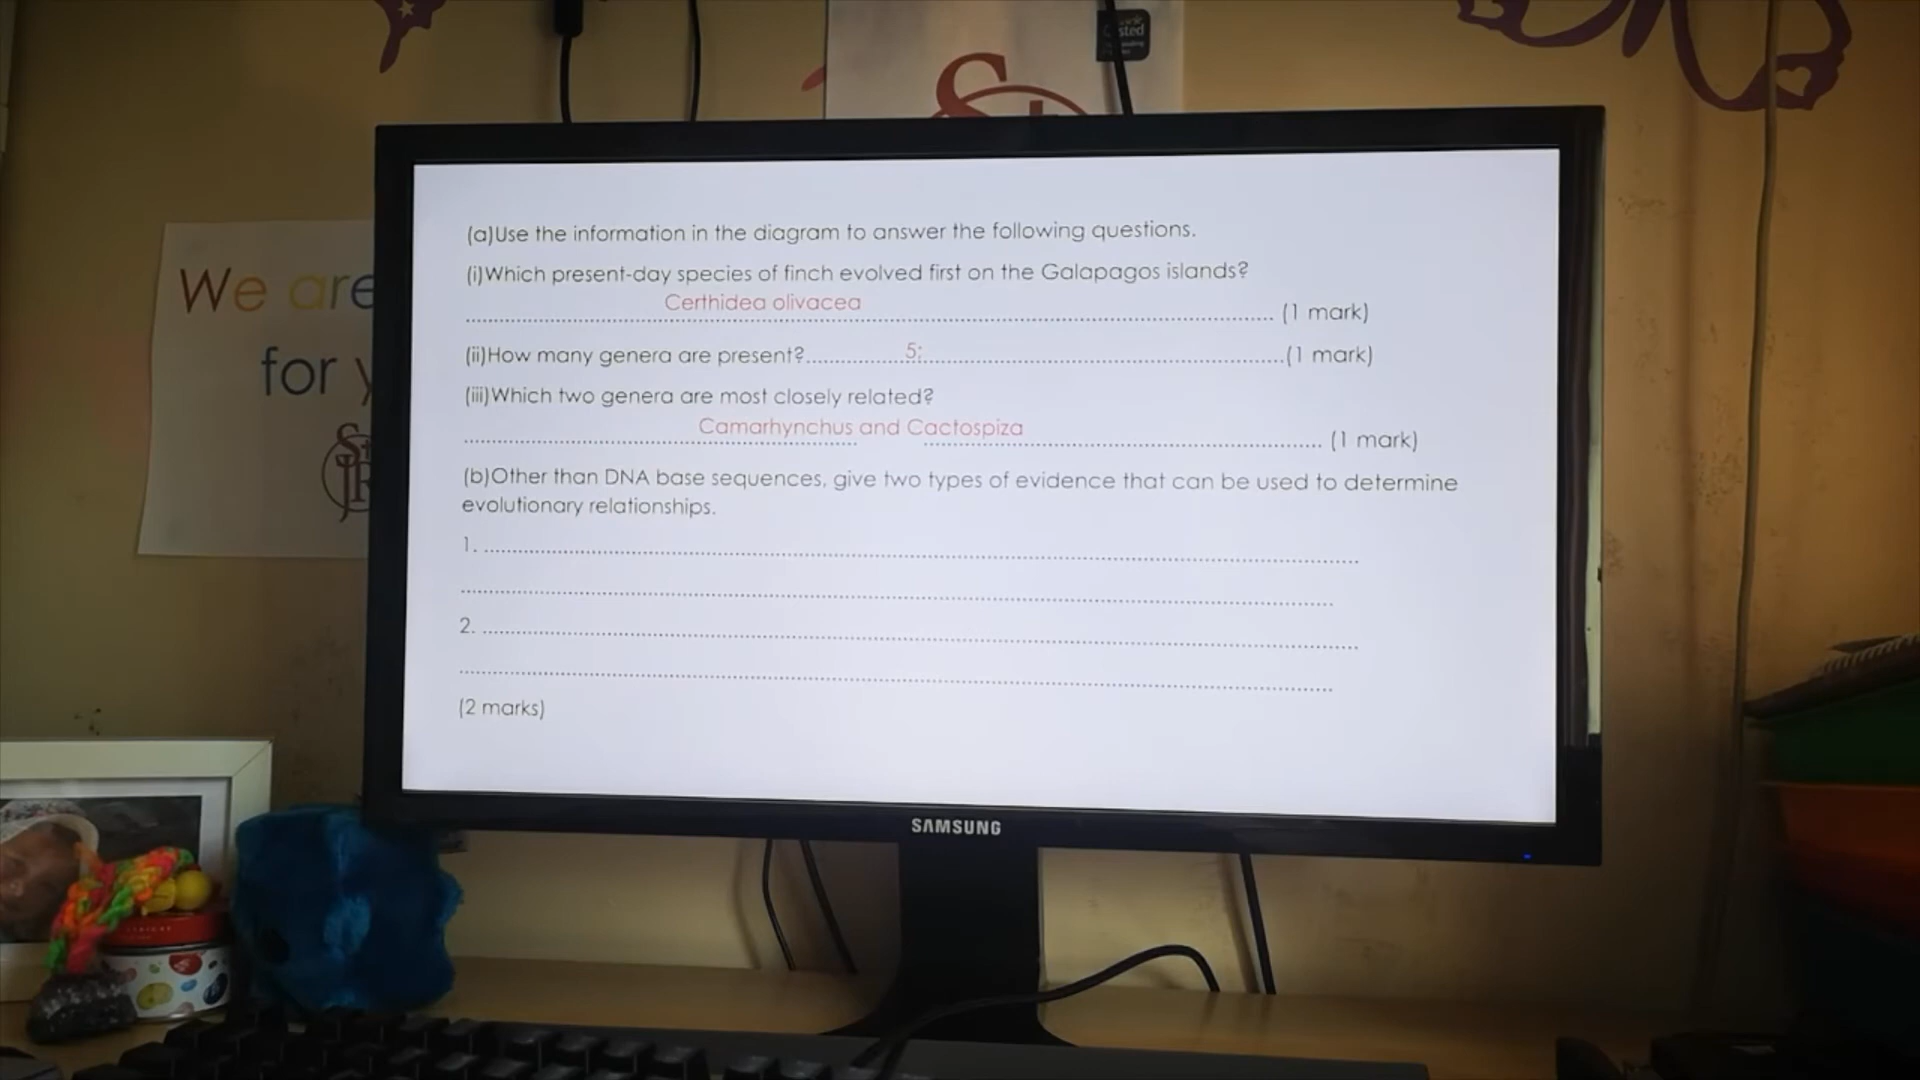 sted
S
We are
for y
St
JR
(a)Use the information in the diagram to answer the following questions.
(i)Which present-day species of finch evolved first on the Galapagos islands?
Certhidea olivacea
(1 mark)
(ii)How many genera are present? 5; (1 mark)
(iii)Which two genera are most closely related?
Camarhynchus and Cactospiza
(1 mark)
(b)Other than DNA base sequences, give two types of evidence that can be used to determine
evolutionary relationships.
1.
2.
(2 marks)
SAMSUNG